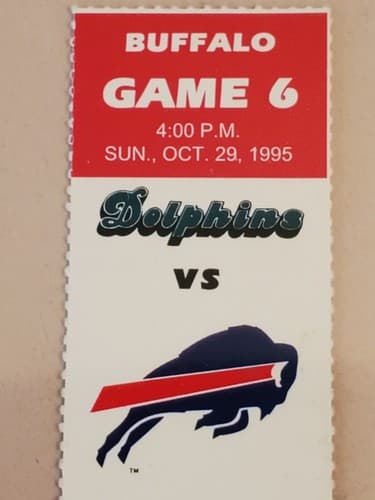 BUFFALO
GAME 6
4:00 P.M.
SUN., OCT. 29, 1995
Dolphins
VS
TM